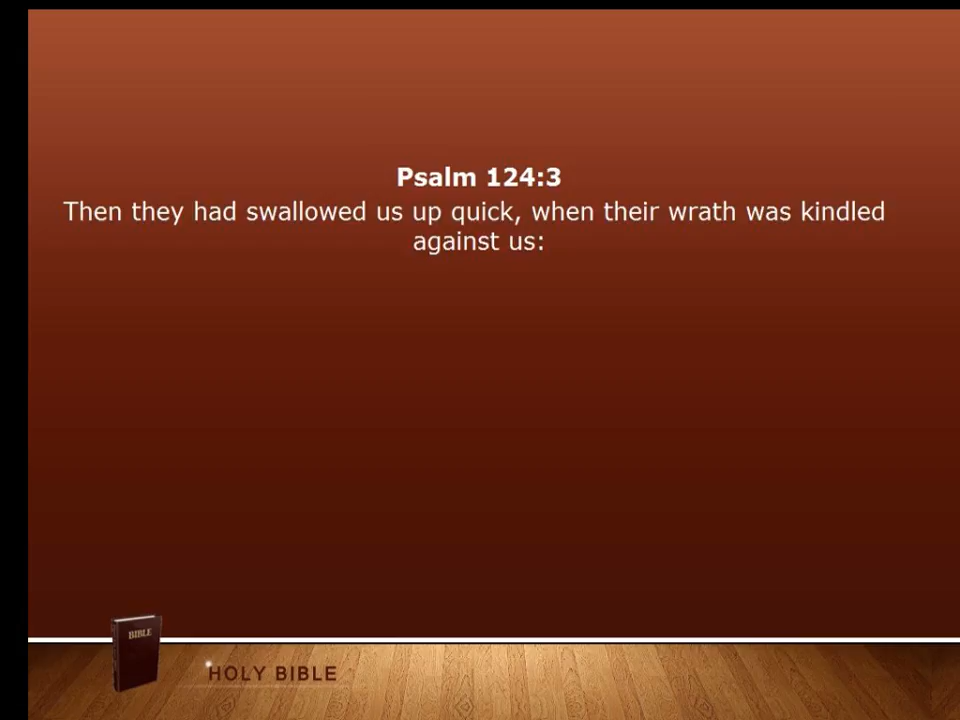 Psalm 124:3
Then they had swallowed us up quick, when their wrath was kindled
against us:
BIBLE
HOLY BIBLE